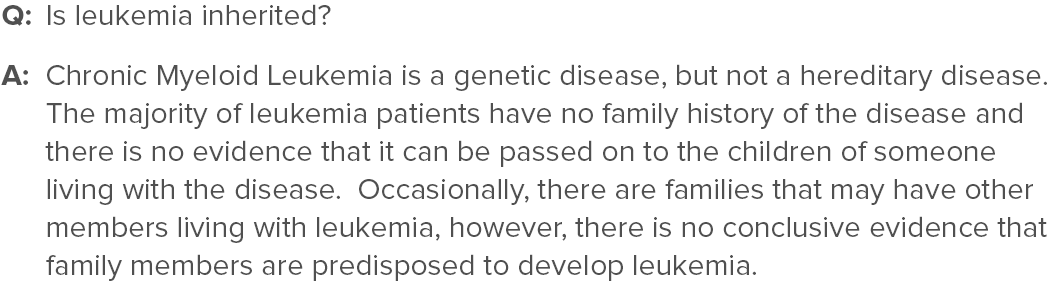 Q: Is leukemia inherited?
A: Chronic Myeloid Leukemia is a genetic disease, but not a hereditary disease.
The majority of leukemia patients have no family history of the disease and
there is no evidence that it can be passed on to the children of someone
living with the disease.  Occasionally, there are families that may have other
members living with leukemia, however, there is no conclusive evidence that
family members are predisposed to develop leukemia.